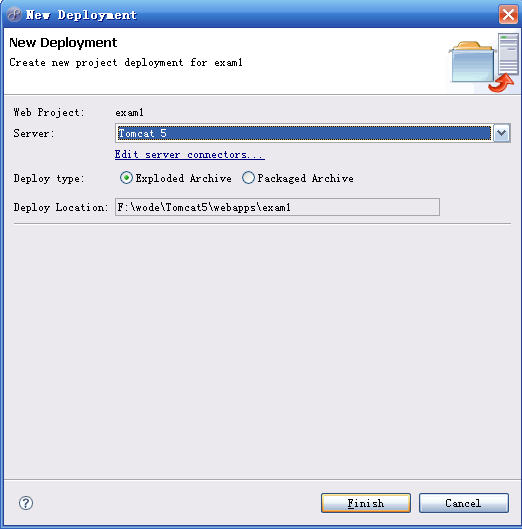 New Deployment
New Deployment
Create new project deployment for exam1
Web Project: exam1
Server: Tomcat 5
Edit server connectors...
Deploy type: Exploded Archive Packaged Archive
Deploy Location: F:\wode\Tomcat5\webapps\exam1
? Finish Cancel